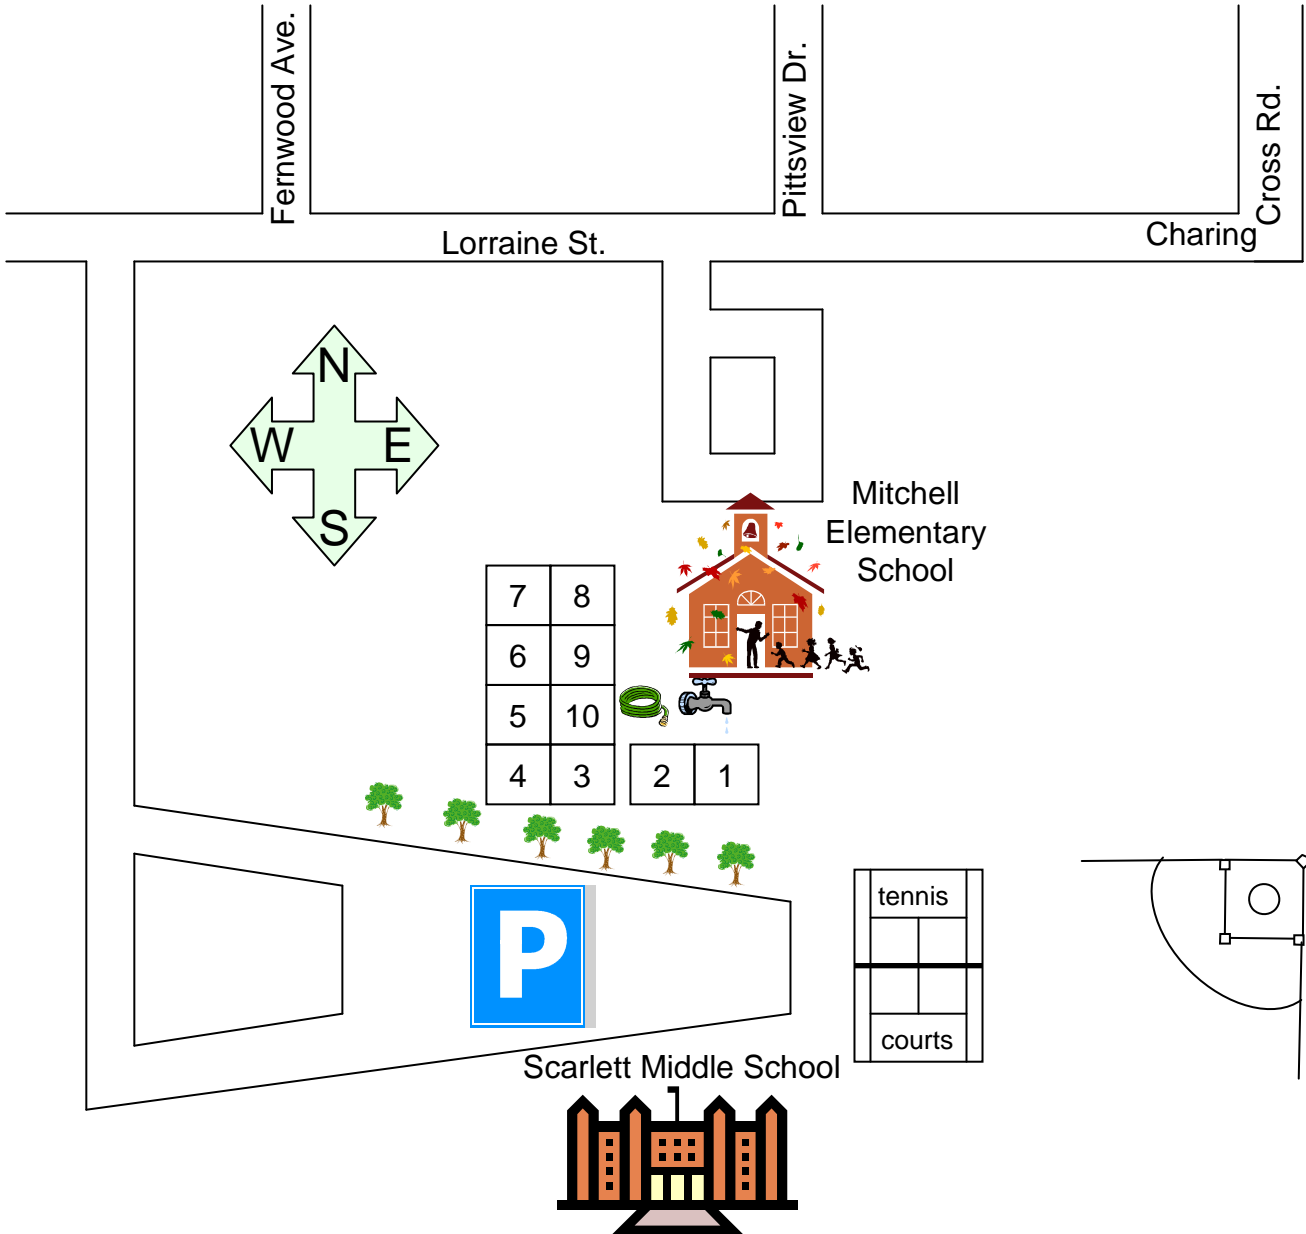 Fernwood Ave.
Pittsview Dr.
Cross Rd.
Charing
Lorraine St.
N
W E
S
Mitchell
Elementary
School
7 8
6 9
5 10
4 3 2 1
P
tennis
courts
Scarlett Middle School